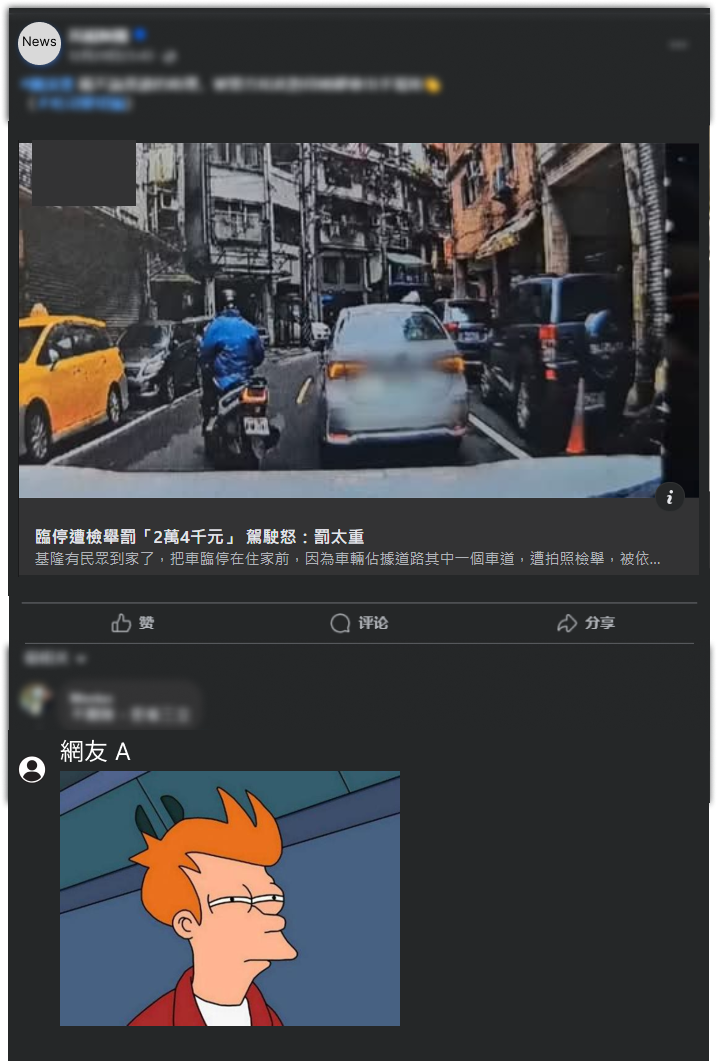 News
臨停遭檢舉罰「2萬4千元」 駕駛怒：罰太重
基隆有民眾到家了，把車臨停在住家前，因為車輛佔據道路其中一個車道，遭拍照檢舉，被依...
赞
评论
分享
網友 A